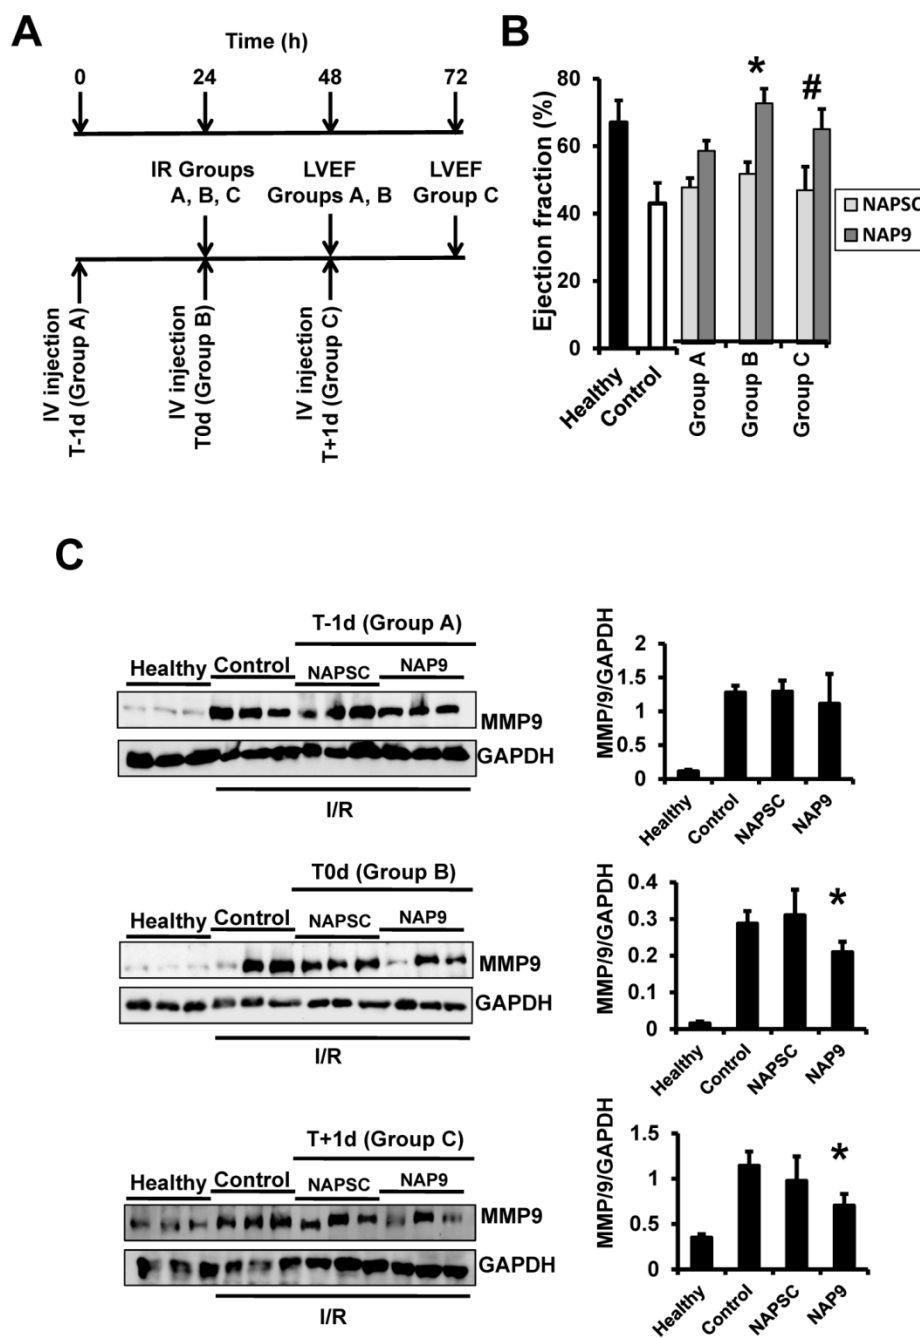 A
Time (h)
0 24 48 72
IR Groups
A, B, C
LVEF
Groups A, B
LVEF
Group C
IV injection
T-1d (Group A)
IV injection
T0d (Group B)
IV injection
T+1d (Group C)
B
Ejection fraction (%)
80
60
40
20
0
*
#
Healthy
Control
Group A
Group B
Group C
NAPSC
NAP9
C
T-1d (Group A)
Healthy Control NAPSC NAP9
MMP9
GAPDH
I/R
MMP/9/GAPDH
2
1.5
1
0.5
0
Healthy
Control
NAPSC
NAP9
T0d (Group B)
Healthy Control NAPSC NAP9
MMP9
GAPDH
I/R
MMP/9/GAPDH
0.4
0.3
0.2
0.1
0
*
Healthy
Control
NAPSC
NAP9
T+1d (Group C)
Healthy Control NAPSC NAP9
MMP9
GAPDH
I/R
MMP/9/GAPDH
1.5
1
0.5
0
*
Healthy
Control
NAPSC
NAP9